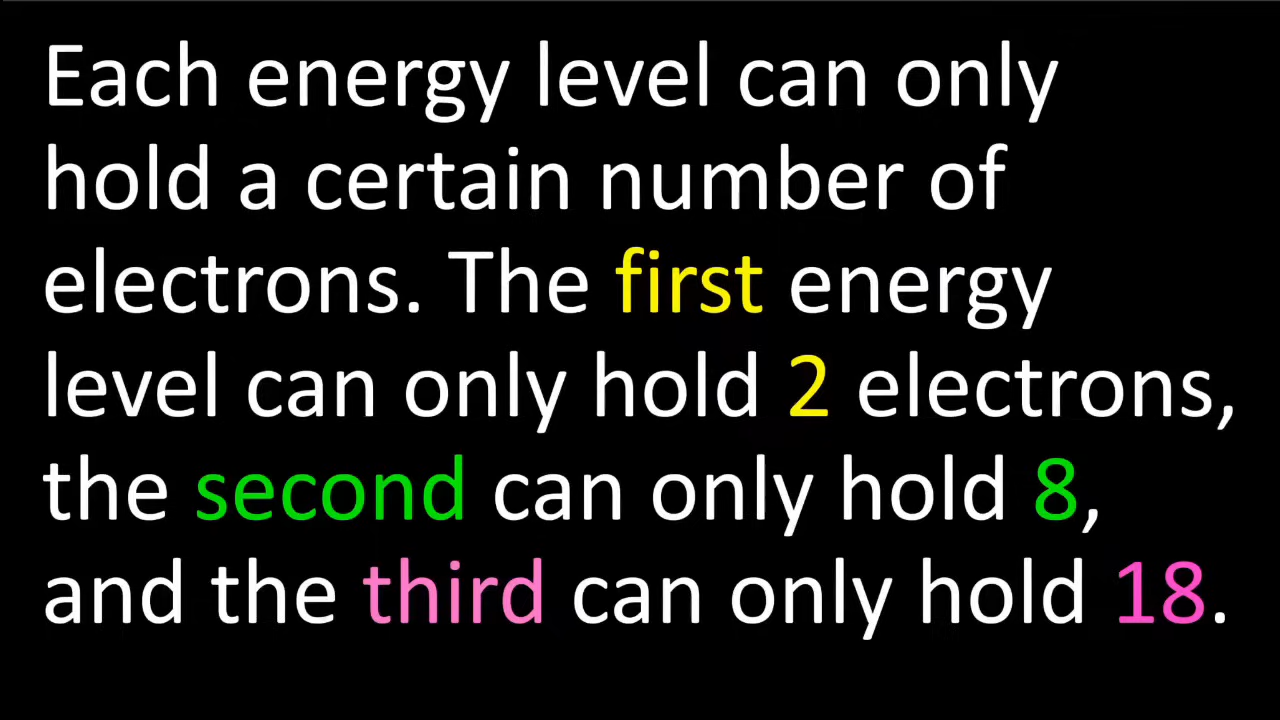 Each energy level can only
hold a certain number of
electrons. The first energy
level can only hold 2 electrons,
the second can only hold 8,
and the third can only hold 18.